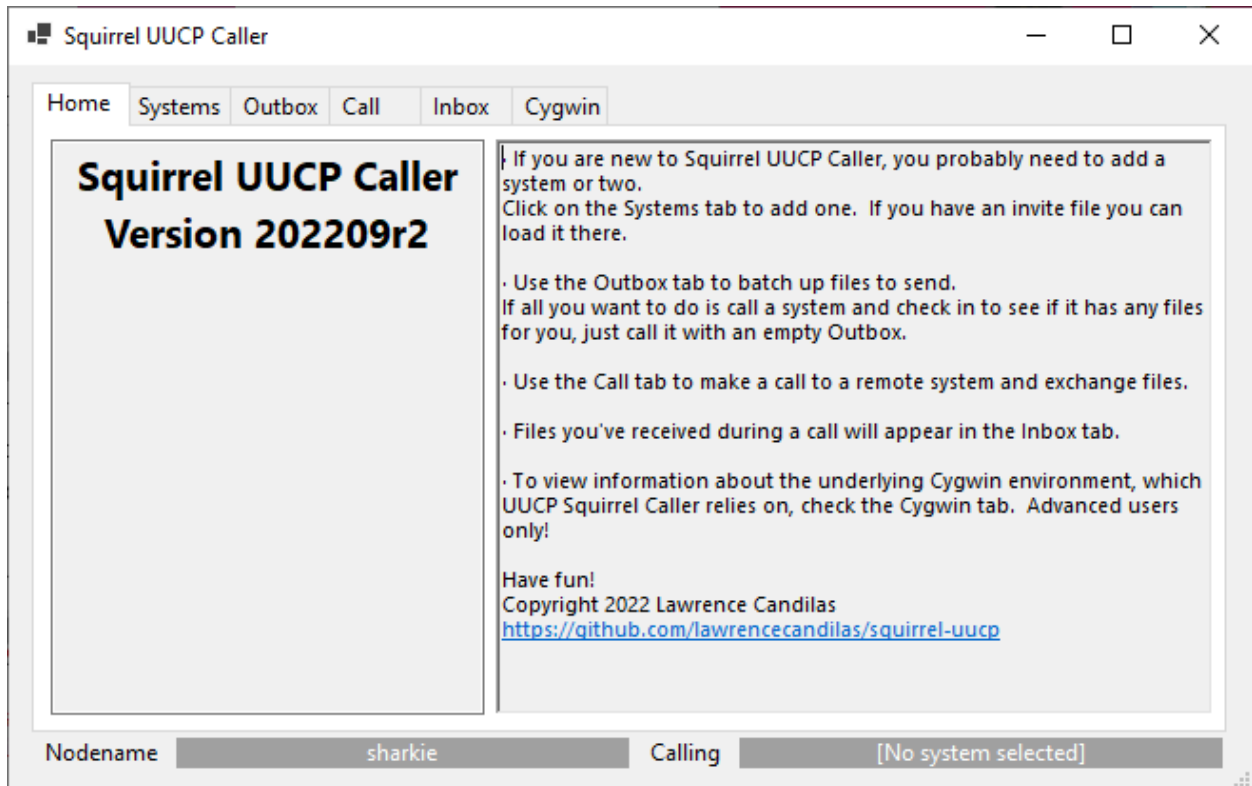 Squirrel UUCP Caller
Home Systems Outbox Call Inbox Cygwin
Squirrel UUCP Caller
Version 202209r2
· If you are new to Squirrel UUCP Caller, you probably need to add a
system or two.
Click on the Systems tab to add one.  If you have an invite file you can
load it there.
· Use the Outbox tab to batch up files to send.
If all you want to do is call a system and check in to see if it has any files
for you, just call it with an empty Outbox.
· Use the Call tab to make a call to a remote system and exchange files.
· Files you've received during a call will appear in the Inbox tab.
· To view information about the underlying Cygwin environment, which
UUCP Squirrel Caller relies on, check the Cygwin tab.  Advanced users
only!
Have fun!
Copyright 2022 Lawrence Candilas
https://github.com/lawrencecandilas/squirrel-uucp
Nodename sharkie Calling [No system selected]